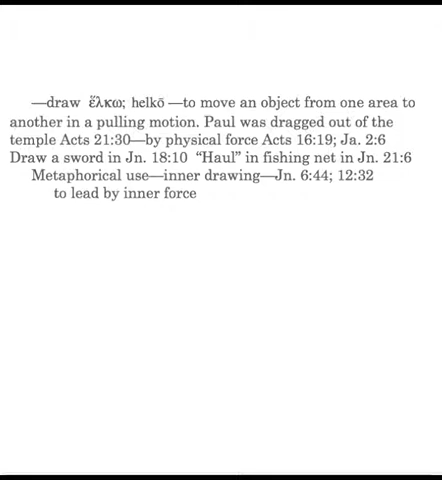 —draw ἕλκω; helkō —to move an object from one area to
another in a pulling motion. Paul was dragged out of the
temple Acts 21:30—by physical force Acts 16:19; Ja. 2:6
Draw a sword in Jn. 18:10 “Haul” in fishing net in Jn. 21:6
Metaphorical use—inner drawing—Jn. 6:44; 12:32
to lead by inner force